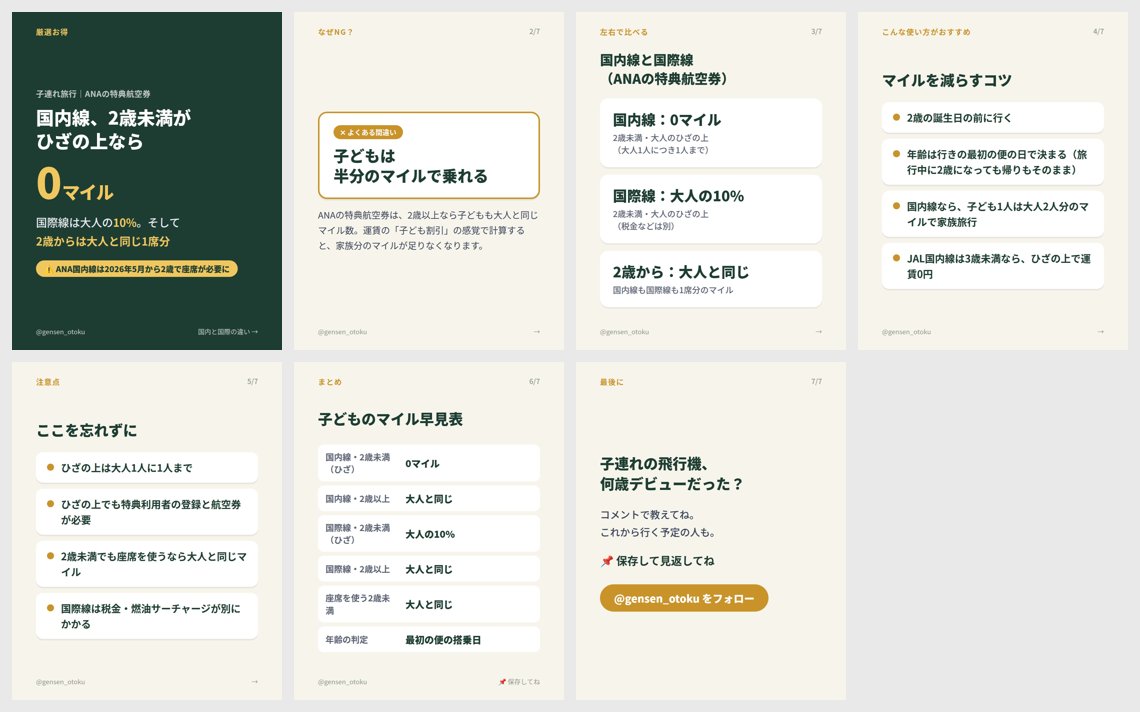 厳選お得
子連れ旅行｜ANAの特典航空券
国内線、2歳未満が
ひざの上なら
0マイル
国際線は大人の10%。そして
2歳からは大人と同じ1席分
! ANA国内線は2026年5月から2歳で座席が必要に
@gensen_otoku
国内と国際の違い →
なぜNG？
2/7
× よくある間違い
子どもは
半分のマイルで乗れる
ANAの特典航空券は、2歳以上なら子どもも大人と同じ
マイル数。運賃の「子ども割引」の感覚で計算する
と、家族分のマイルが足りなくなります。
@gensen_otoku
→
左右で比べる
3/7
国内線と国際線
（ANAの特典航空券）
国内線：0マイル
2歳未満・大人のひざの上
（大人1人につき1人まで）
国際線：大人の10%
2歳未満・大人のひざの上
（税金などは別）
2歳から：大人と同じ
国内線も国際線も1席分のマイル
@gensen_otoku
→
こんな使い方がおすすめ
4/7
マイルを減らすコツ
2歳の誕生日の前に行く
年齢は行きの最初の便の日で決まる（旅
行中に2歳になっても帰りもそのまま）
国内線なら、子ども1人は大人2人分のマ
イルで家族旅行
JAL国内線は3歳未満なら、ひざの上で運
賃0円
@gensen_otoku
→
注意点
5/7
ここを忘れずに
ひざの上は大人1人に1人まで
ひざの上でも特典利用者の登録と航空券
が必要
2歳未満でも座席を使うなら大人と同じマ
イル
国際線は税金・燃油サーチャージが別に
かかる
@gensen_otoku
→
まとめ
6/7
子どものマイル早見表
国内線・2歳未満
（ひざ）
0マイル
国内線・2歳以上
大人と同じ
国際線・2歳未満
（ひざ）
大人の10%
国際線・2歳以上
大人と同じ
座席を使う2歳未
満
大人と同じ
年齢の判定
最初の便の搭乗日
@gensen_otoku
📌 保存してね
最後に
7/7
子連れの飛行機、
何歳デビューだった？
コメントで教えてね。
これから行く予定の人も。
📌 保存して見返してね
@gensen_otoku をフォロー